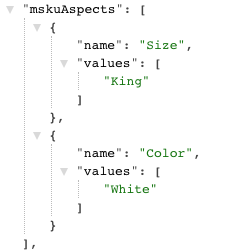 "mskuAspects": [
{
"name": "Size",
"values": [
"King"
]
},
{
"name": "Color",
"values": [
"White"
]
}
],